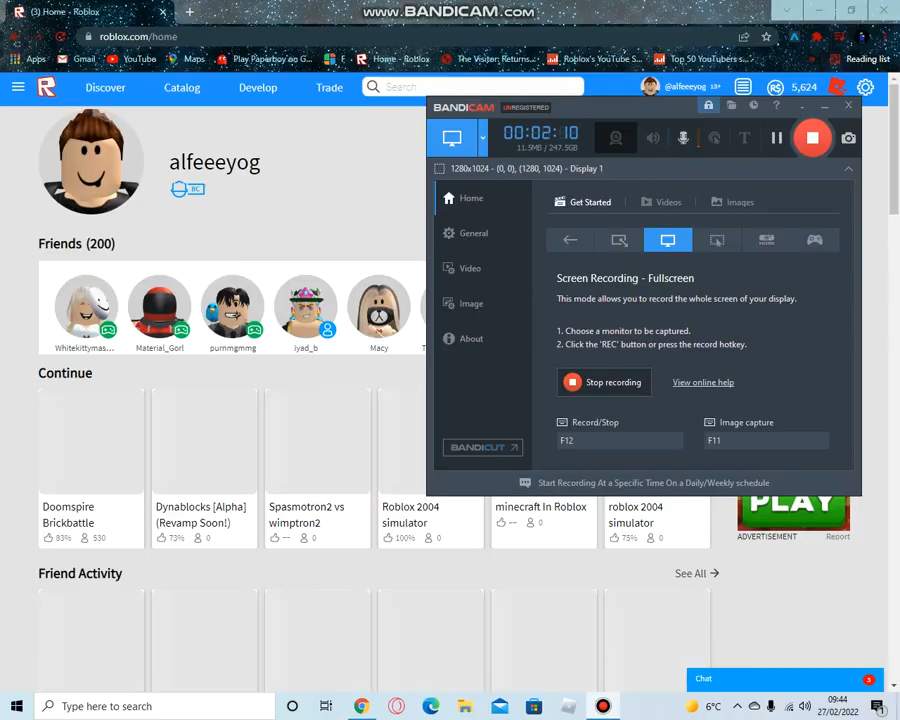 (3) Home - Roblox
www.BANDICAM.com
roblox.com/home
Apps
Gmail
YouTube
Maps
Play Paperboy on G...
F
Home - Roblox
The Visitor: Returns...
Roblox's YouTube S...
Top 50 YouTubers s...
Reading list
Discover
Catalog
Develop
Trade
Search
@alfeeeyog 13+
5,624
alfeeeyog
BC
Friends (200)
Whitekittymas...
Material_Gorl
purnmgmmg
iyad_b
Macy
Continue
Doomspire
Brickbattle
83% 530
Dynablocks [Alpha]
(Revamp Soon!)
73% 0
Spasmotron2 vs
wimptron2
-- 0
Roblox 2004
simulator
100% 0
minecraft In Roblox
-- 0
roblox 2004
simulator
75% 0
Friend Activity
See All
BANDICAM UNREGISTERED
00:02:10
11.5MB / 247.5GB
1280x1024 - (0, 0), (1280, 1024) - Display 1
Home
General
Video
Image
About
BANDICUT
Get Started
Videos
Images
Screen Recording - Fullscreen
This mode allows you to record the whole screen of your display.
1. Choose a monitor to be captured.
2. Click the 'REC' button or press the record hotkey.
Stop recording
View online help
Record/Stop
F12
Image capture
F11
Start Recording At a Specific Time On a Daily/Weekly schedule
PLAY
ADVERTISEMENT
Report
Chat
3
Type here to search
6°C
09:44
27/02/2022
1